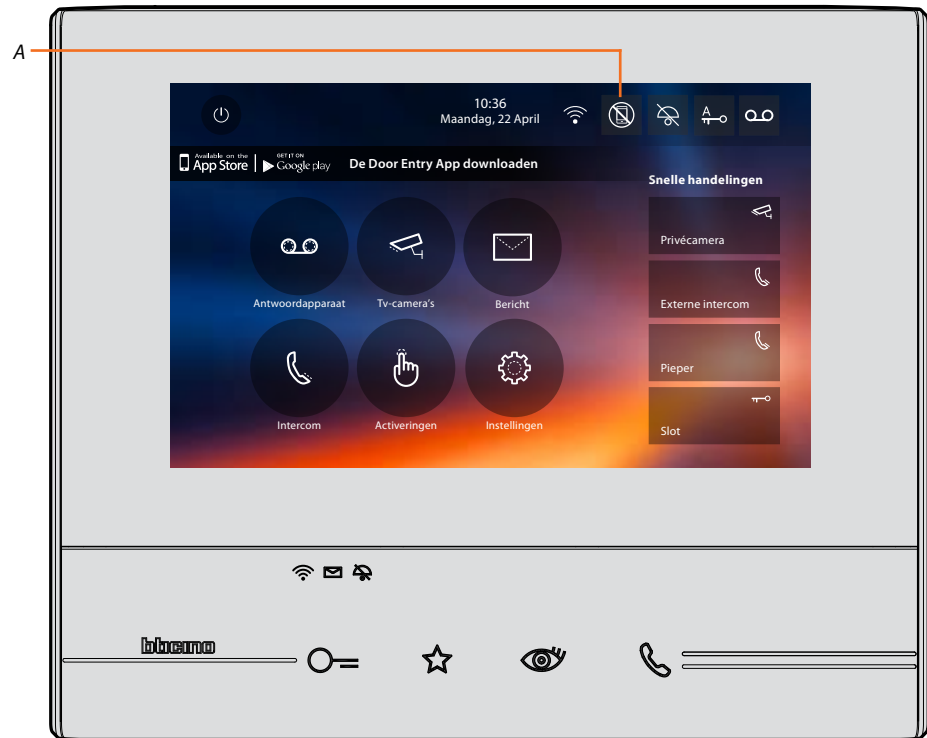 A
10:36
Maandag, 22 April
A
Available on the
App Store
GET IT ON
Google play
De Door Entry App downloaden
Snelle handelingen
Privécamera
Externe intercom
Pieper
Slot
Antwoordapparaat
Tv-camera's
Bericht
Intercom
Activeringen
Instellingen
bticino